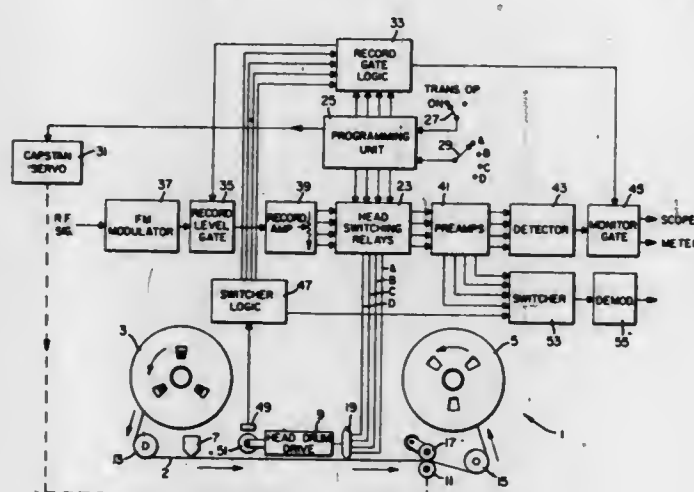 33
RECORD
GATE
LOGIC
25
TRANS OP
ON
27
PROGRAMMING
UNIT
29
A
B
C
D
CAPSTAN
SERVO
31
37
35
39
23
41
43
45
R.F.
SIG.
FM
MODULATOR
RECORD
LEVEL
GATE
RECORD
AMP
HEAD
SWITCHING
RELAYS
PREAMPS
DETECTOR
MONITOR
GATE
SCOPE
METER
A
B
C
D
SWITCHER
LOGIC
47
SWITCHER
53
DEMOD.
55
3
5
49
9
19
HEAD DRUM
DRIVE
51
7
13
D
2
17
11
15
1